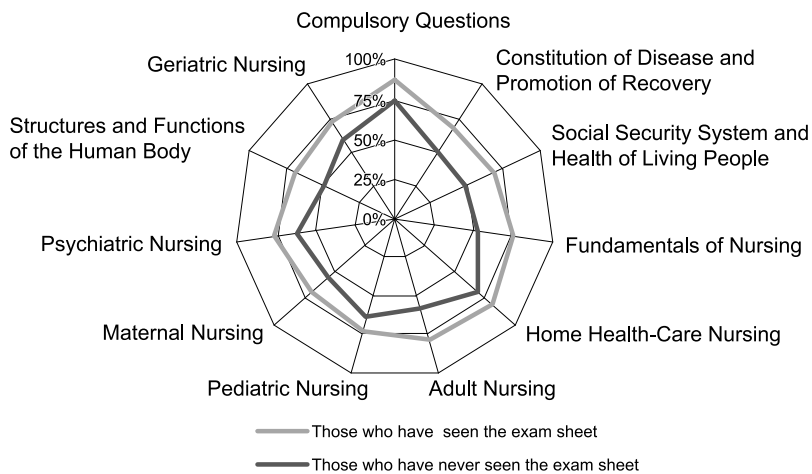 Compulsory Questions
Constitution of Disease and
Promotion of Recovery
Social Security System and
Health of Living People
Fundamentals of Nursing
Home Health-Care Nursing
Adult Nursing
Pediatric Nursing
Maternal Nursing
Psychiatric Nursing
Structures and Functions
of the Human Body
Geriatric Nursing
100%
75%
50%
25%
0%
Those who have seen the exam sheet
Those who have never seen the exam sheet